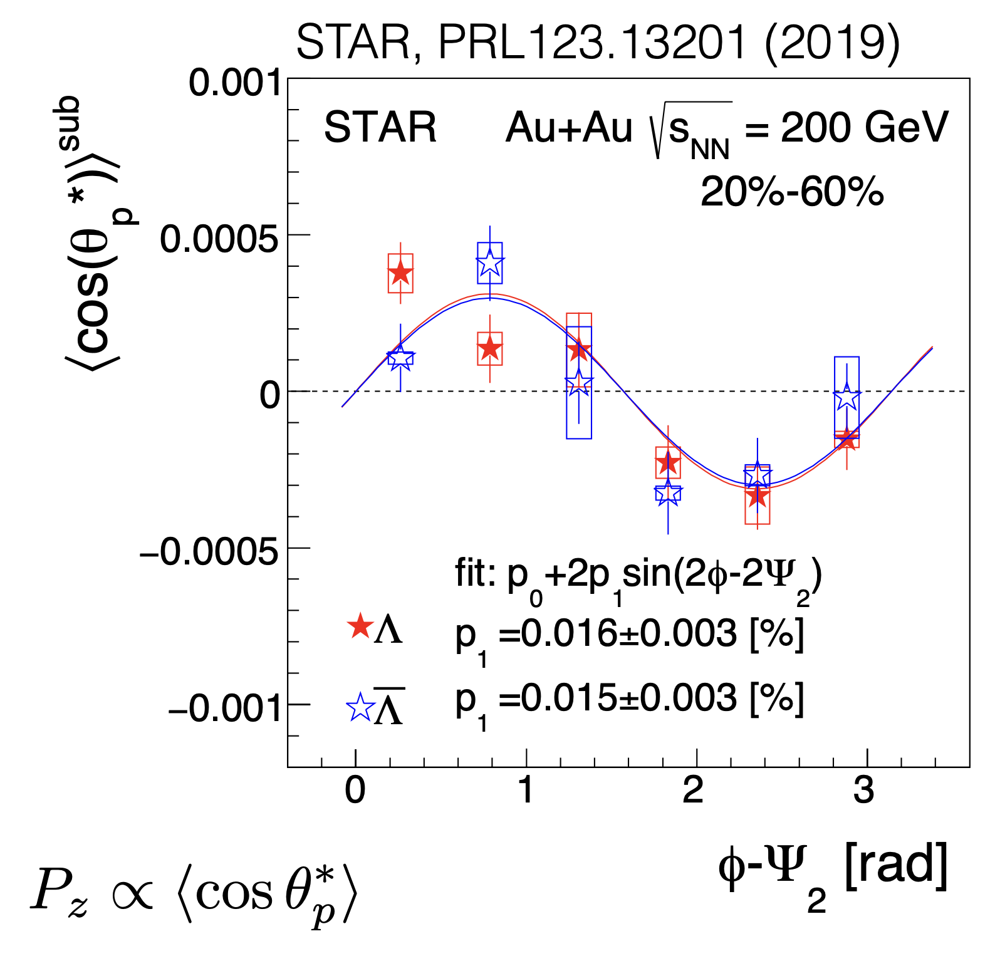 STAR, PRL123.13201 (2019)
0.001
⟨cos(θp*)⟩sub
STAR Au+Au √sNN = 200 GeV
20%-60%
0.0005
0
−0.0005
fit: p0+2p1sin(2ϕ-2Ψ2)
Λ p1 =0.016±0.003 [%]
−0.001
Λ̅ p1 =0.015±0.003 [%]
0 1 2 3
ϕ-Ψ2 [rad]
Pz ∝ ⟨cos θ*p⟩